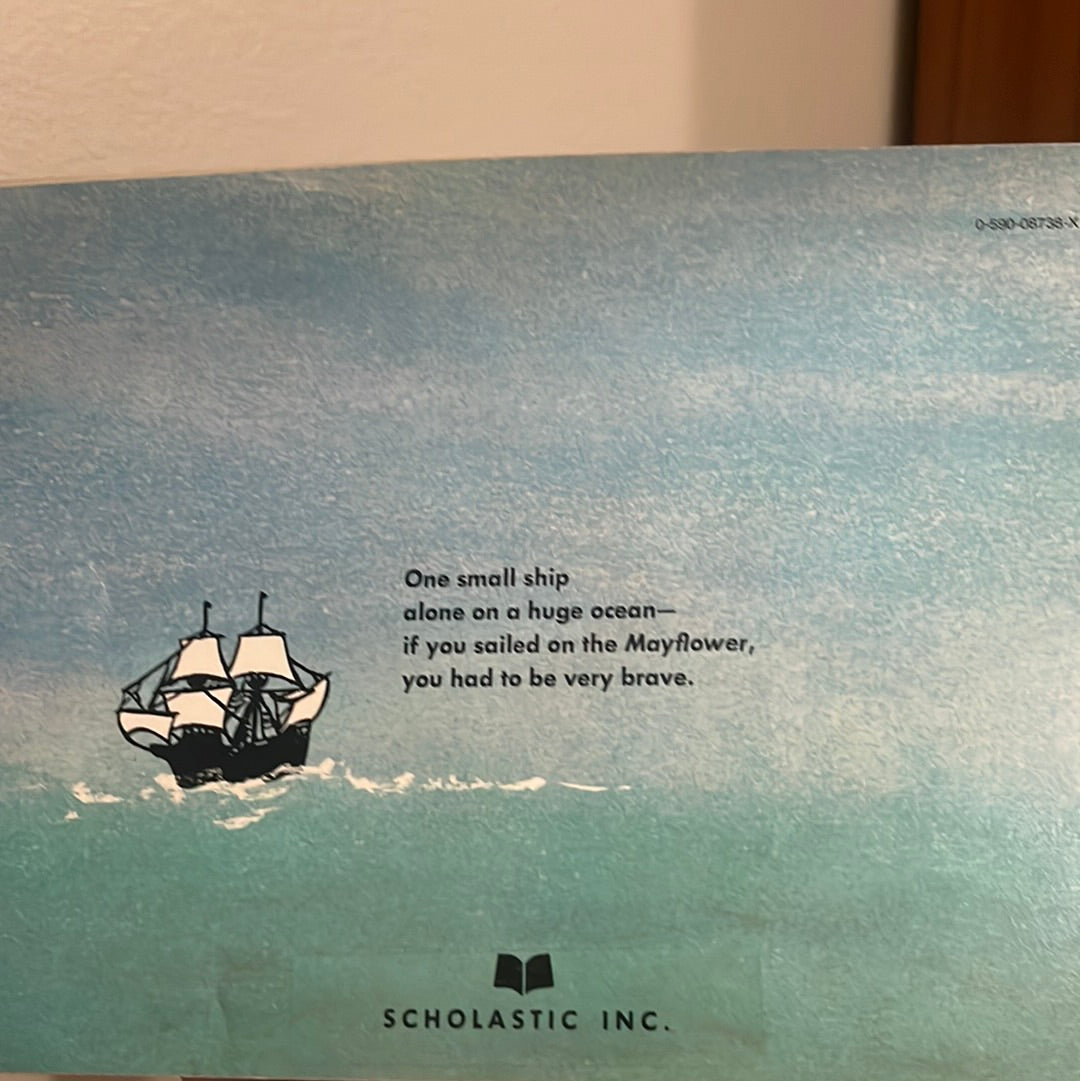 0-590-08738-X
One small ship
alone on a huge ocean—
if you sailed on the Mayflower,
you had to be very brave.
SCHOLASTIC INC.